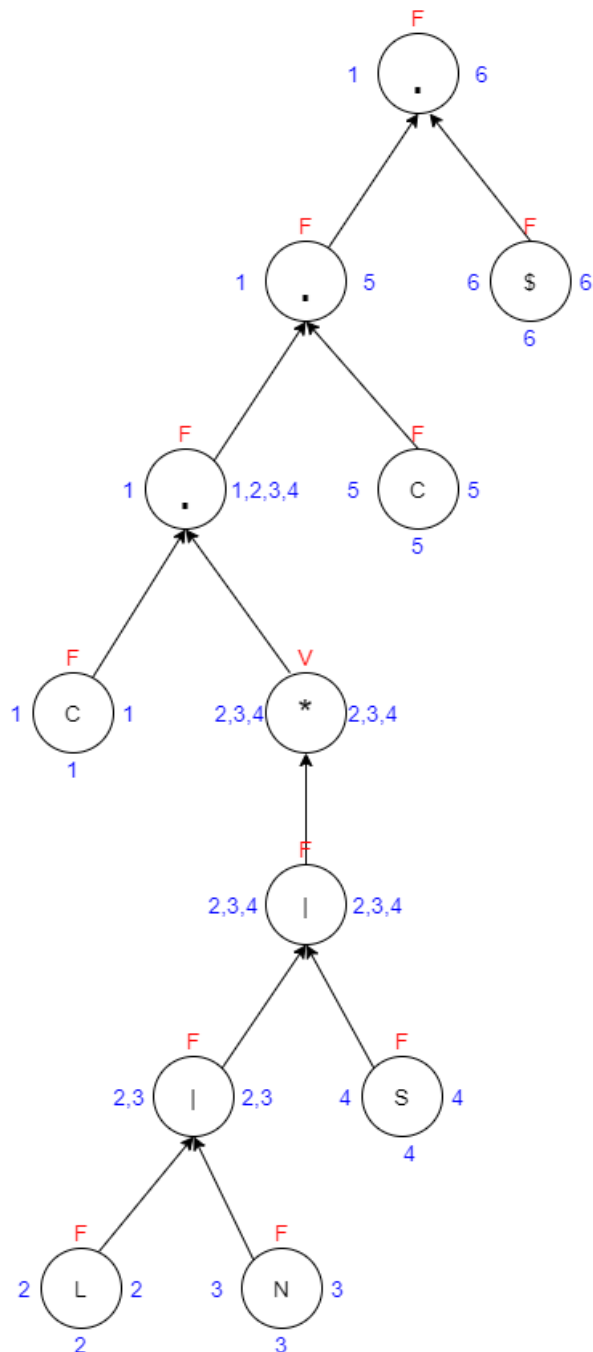 F
1 . 6
F F
1 . 5 6 $ 6
6
F F
1 . 1,2,3,4 5 C 5
5
F V
1 C 1 2,3,4 * 2,3,4
1
F
2,3,4 | 2,3,4
F F
2,3 | 2,3 4 S 4
4
F F
2 L 2 3 N 3
2 3